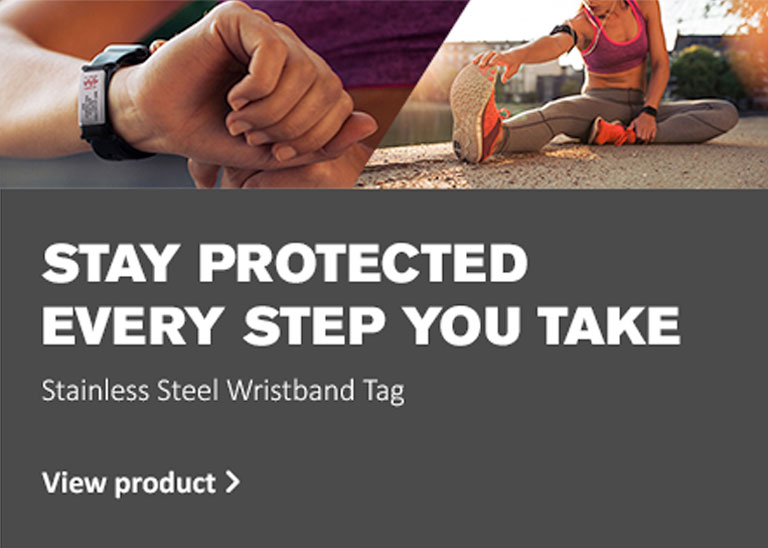 STAY PROTECTED
EVERY STEP YOU TAKE
Stainless Steel Wristband Tag
View product >